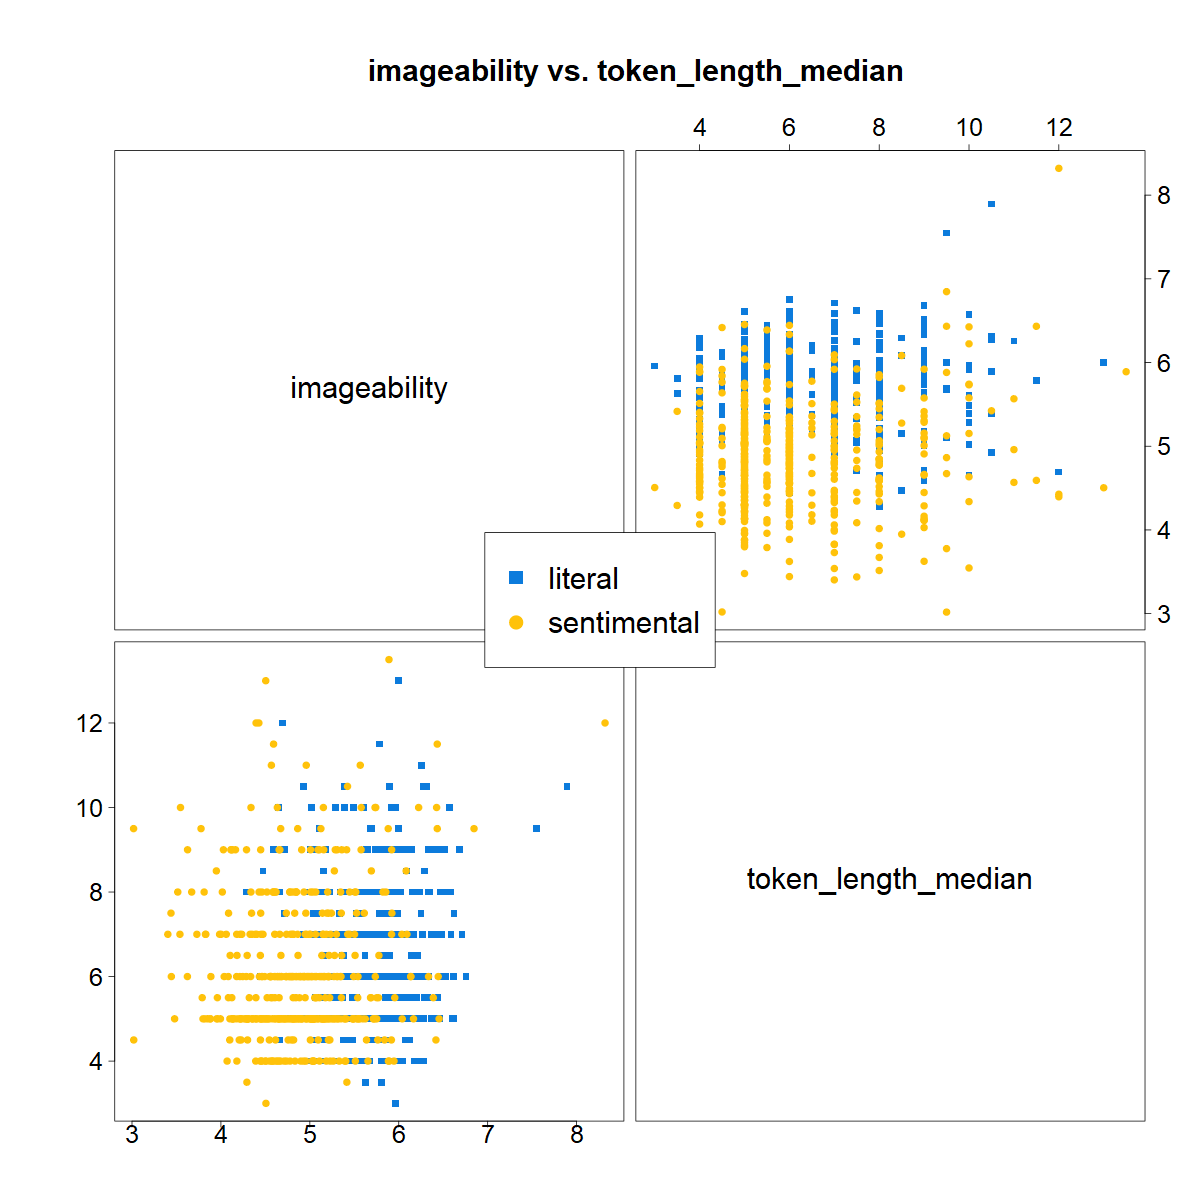 imageability vs. token_length_median
4 6 8 10 12
imageability
8
7
6
5
4
3
literal
sentimental
12
10
8
6
4
token_length_median
3 4 5 6 7 8